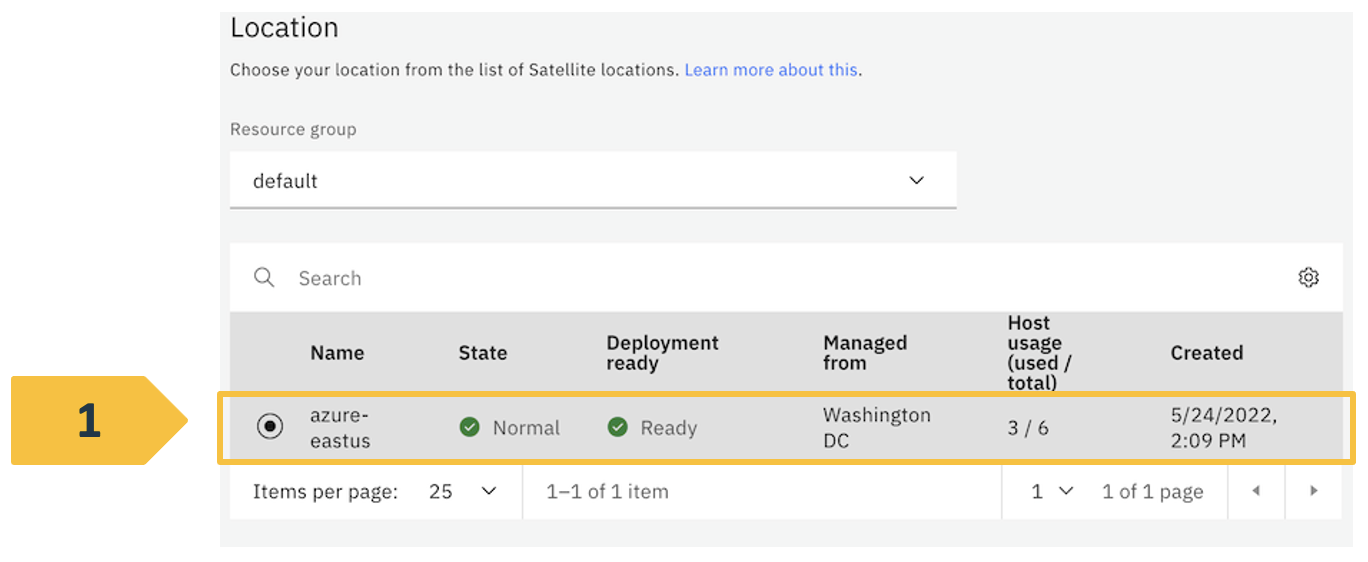 Location
Choose your location from the list of Satellite locations. Learn more about this.
Resource group
default
Search
Name State Deployment ready Managed from Host usage (used / total) Created
1
azure-eastus Normal Ready Washington DC 3 / 6 5/24/2022, 2:09 PM
Items per page: 25 1–1 of 1 item 1 1 of 1 page